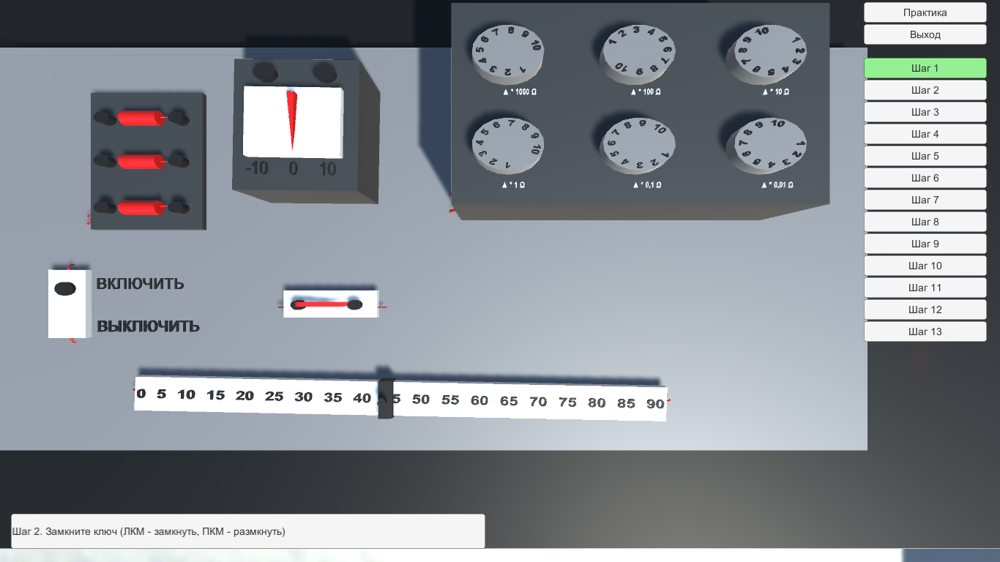 Практика
Выход
Шаг 1
Шаг 2
Шаг 3
Шаг 4
Шаг 5
Шаг 6
Шаг 7
Шаг 8
Шаг 9
Шаг 10
Шаг 11
Шаг 12
Шаг 13
1 2 3 4 5 6 7 8 9 10
1 2 3 4 5 6 7 8 9 10
1 2 3 4 5 6 7 8 9 10
▲ * 1000 Ω
▲ * 100 Ω
▲ * 10 Ω
1 2 3 4 5 6 7 8 9 10
1 2 3 4 5 6 7 8 9 10
1 2 3 4 5 6 7 8 9 10
▲ * 1 Ω
▲ * 0,1 Ω
▲ * 0,01 Ω
-10 0 10
ВКЛЮЧИТЬ
ВЫКЛЮЧИТЬ
0 5 10 15 20 25 30 35 40 5 50 55 60 65 70 75 80 85 90
Шаг 2. Замкните ключ (ЛКМ - замкнуть, ПКМ - размкнуть)